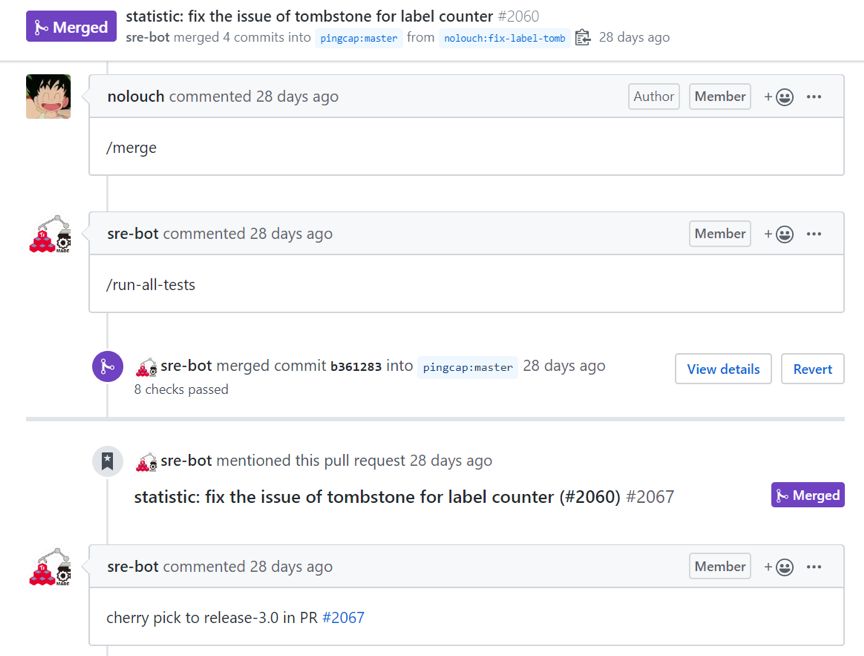 Merged
statistic: fix the issue of tombstone for label counter #2060
sre-bot merged 4 commits into pingcap:master from nolouch:fix-label-tomb 28 days ago
nolouch commented 28 days ago Author Member
/merge
sre-bot commented 28 days ago Member
/run-all-tests
sre-bot merged commit b361283 into pingcap:master 28 days ago View details Revert
8 checks passed
sre-bot mentioned this pull request 28 days ago
statistic: fix the issue of tombstone for label counter (#2060) #2067 Merged
sre-bot commented 28 days ago Member
cherry pick to release-3.0 in PR #2067